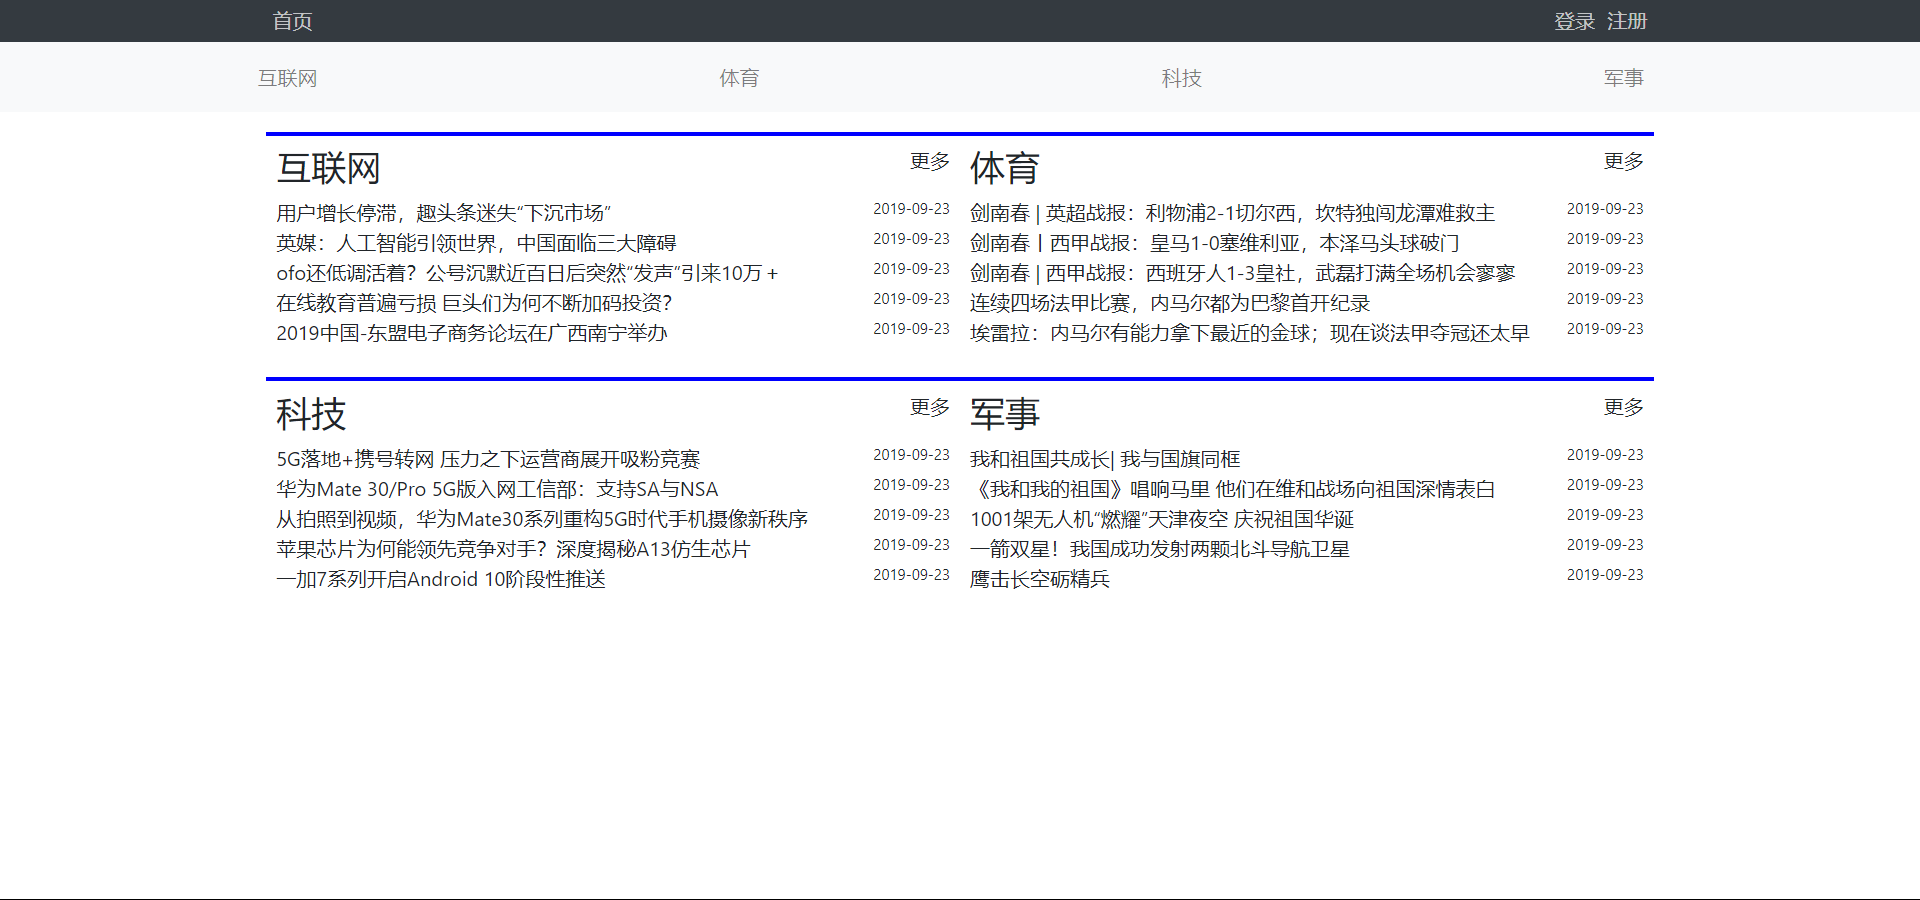 首页 登录 注册
互联网 体育 科技 军事
互联网 更多
用户增长停滞，趣头条迷失“下沉市场” 2019-09-23
英媒：人工智能引领世界，中国面临三大障碍 2019-09-23
ofo还低调活着？公号沉默近百日后突然“发声”引来10万＋ 2019-09-23
在线教育普遍亏损 巨头们为何不断加码投资？ 2019-09-23
2019中国-东盟电子商务论坛在广西南宁举办 2019-09-23
体育 更多
剑南春 | 英超战报：利物浦2-1切尔西，坎特独闯龙潭难救主 2019-09-23
剑南春丨西甲战报：皇马1-0塞维利亚，本泽马头球破门 2019-09-23
剑南春 | 西甲战报：西班牙人1-3皇社，武磊打满全场机会寥寥 2019-09-23
连续四场法甲比赛，内马尔都为巴黎首开纪录 2019-09-23
埃雷拉：内马尔有能力拿下最近的金球；现在谈法甲夺冠还太早 2019-09-23
科技 更多
5G落地+携号转网 压力之下运营商展开吸粉竞赛 2019-09-23
华为Mate 30/Pro 5G版入网工信部：支持SA与NSA 2019-09-23
从拍照到视频，华为Mate30系列重构5G时代手机摄像新秩序 2019-09-23
苹果芯片为何能领先竞争对手？深度揭秘A13仿生芯片 2019-09-23
一加7系列开启Android 10阶段性推送 2019-09-23
军事 更多
我和祖国共成长| 我与国旗同框 2019-09-23
《我和我的祖国》唱响马里 他们在维和战场向祖国深情表白 2019-09-23
1001架无人机“燃耀”天津夜空 庆祝祖国华诞 2019-09-23
一箭双星！我国成功发射两颗北斗导航卫星 2019-09-23
鹰击长空砺精兵 2019-09-23